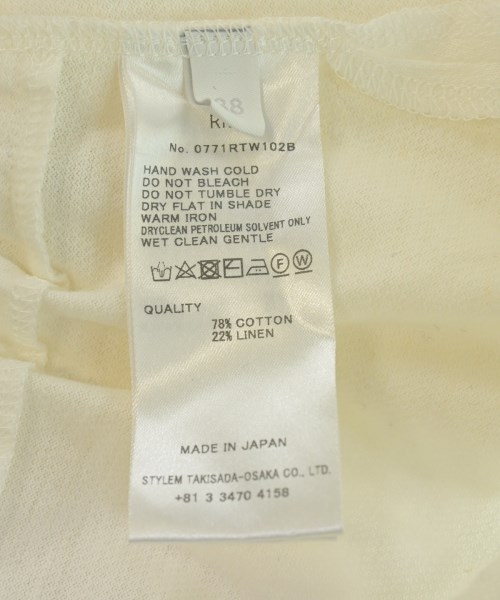 38
No. 0771RTW102B
HAND WASH COLD
DO NOT BLEACH
DO NOT TUMBLE DRY
DRY FLAT IN SHADE
WARM IRON
DRYCLEAN PETROLEUM SOLVENT ONLY
WET CLEAN GENTLE
F W
QUALITY
78% COTTON
22% LINEN
MADE IN JAPAN
STYLEM TAKISADA-OSAKA CO., LTD.
+81 3 3470 4158